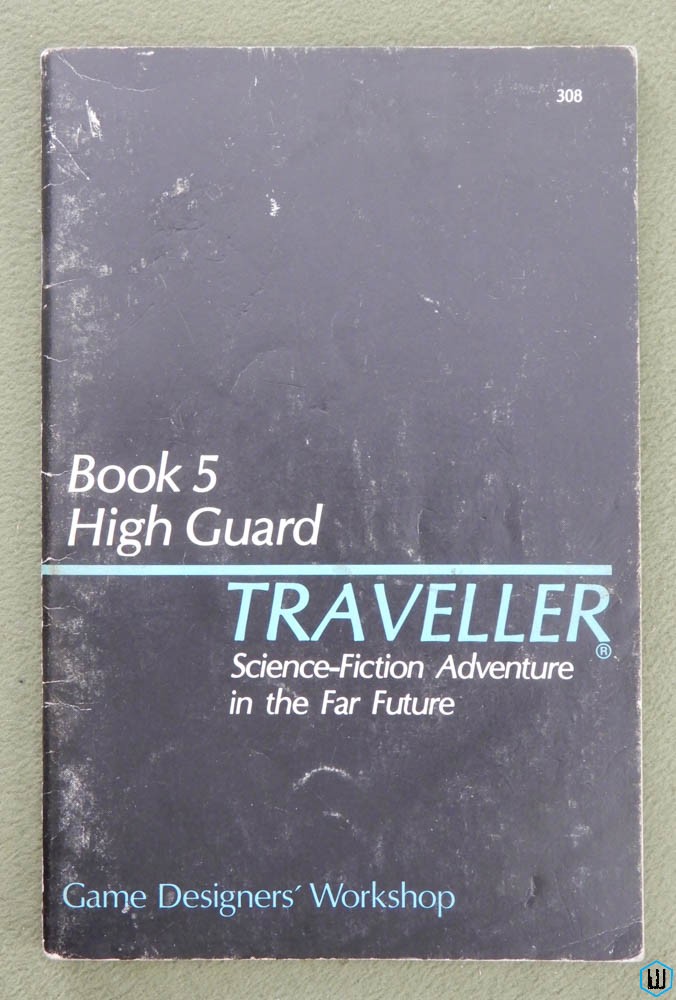 308
Book 5
High Guard
TRAVELLER
®
Science-Fiction Adventure
in the Far Future
Game Designers´ Workshop
W